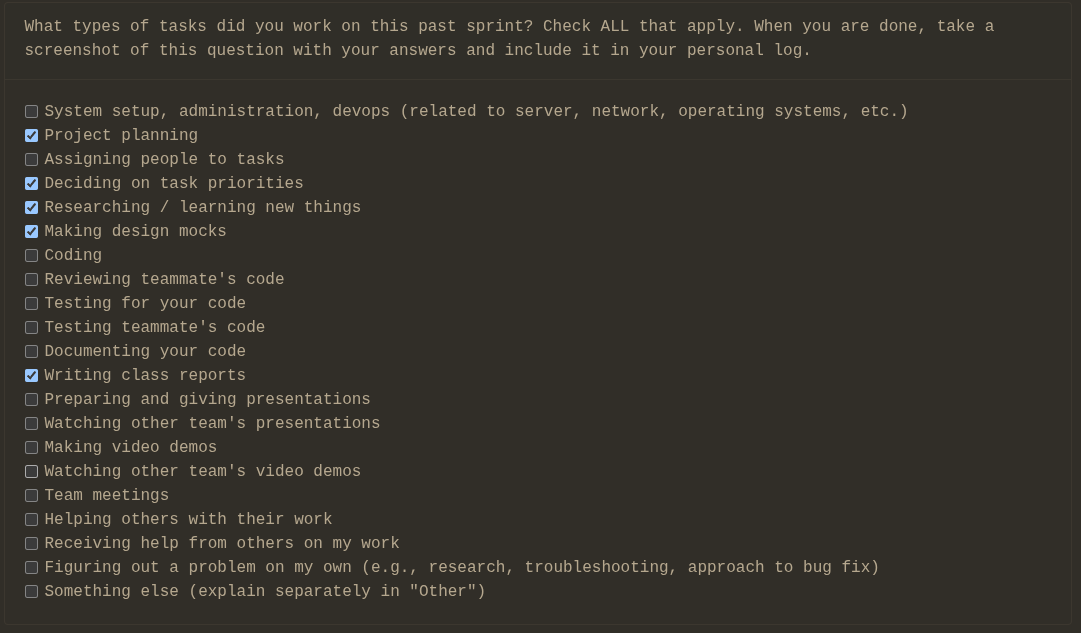 What types of tasks did you work on this past sprint? Check ALL that apply. When you are done, take a
screenshot of this question with your answers and include it in your personal log.
System setup, administration, devops (related to server, network, operating systems, etc.)
Project planning
Assigning people to tasks
Deciding on task priorities
Researching / learning new things
Making design mocks
Coding
Reviewing teammate's code
Testing for your code
Testing teammate's code
Documenting your code
Writing class reports
Preparing and giving presentations
Watching other team's presentations
Making video demos
Watching other team's video demos
Team meetings
Helping others with their work
Receiving help from others on my work
Figuring out a problem on my own (e.g., research, troubleshooting, approach to bug fix)
Something else (explain separately in "Other")